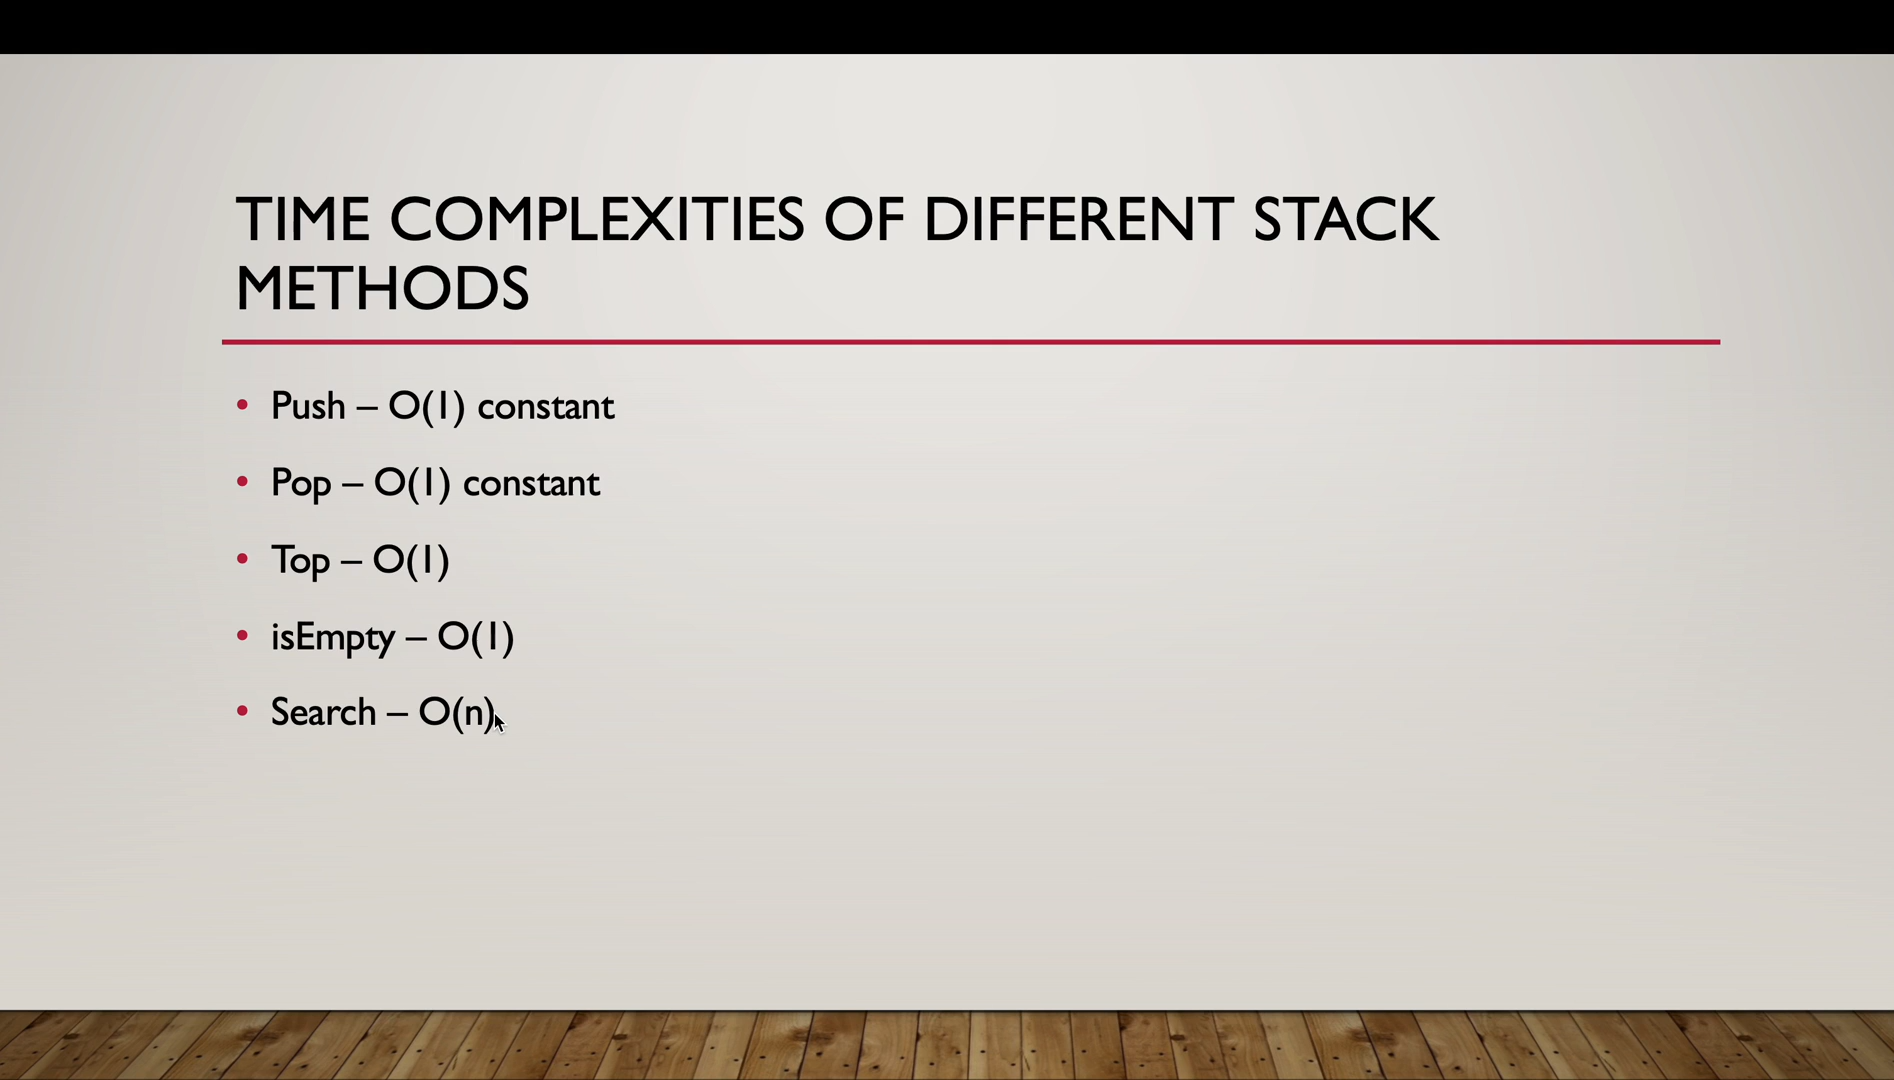 TIME COMPLEXITIES OF DIFFERENT STACK
METHODS
• Push – O(1) constant
• Pop – O(1) constant
• Top – O(1)
• isEmpty – O(1)
• Search – O(n)